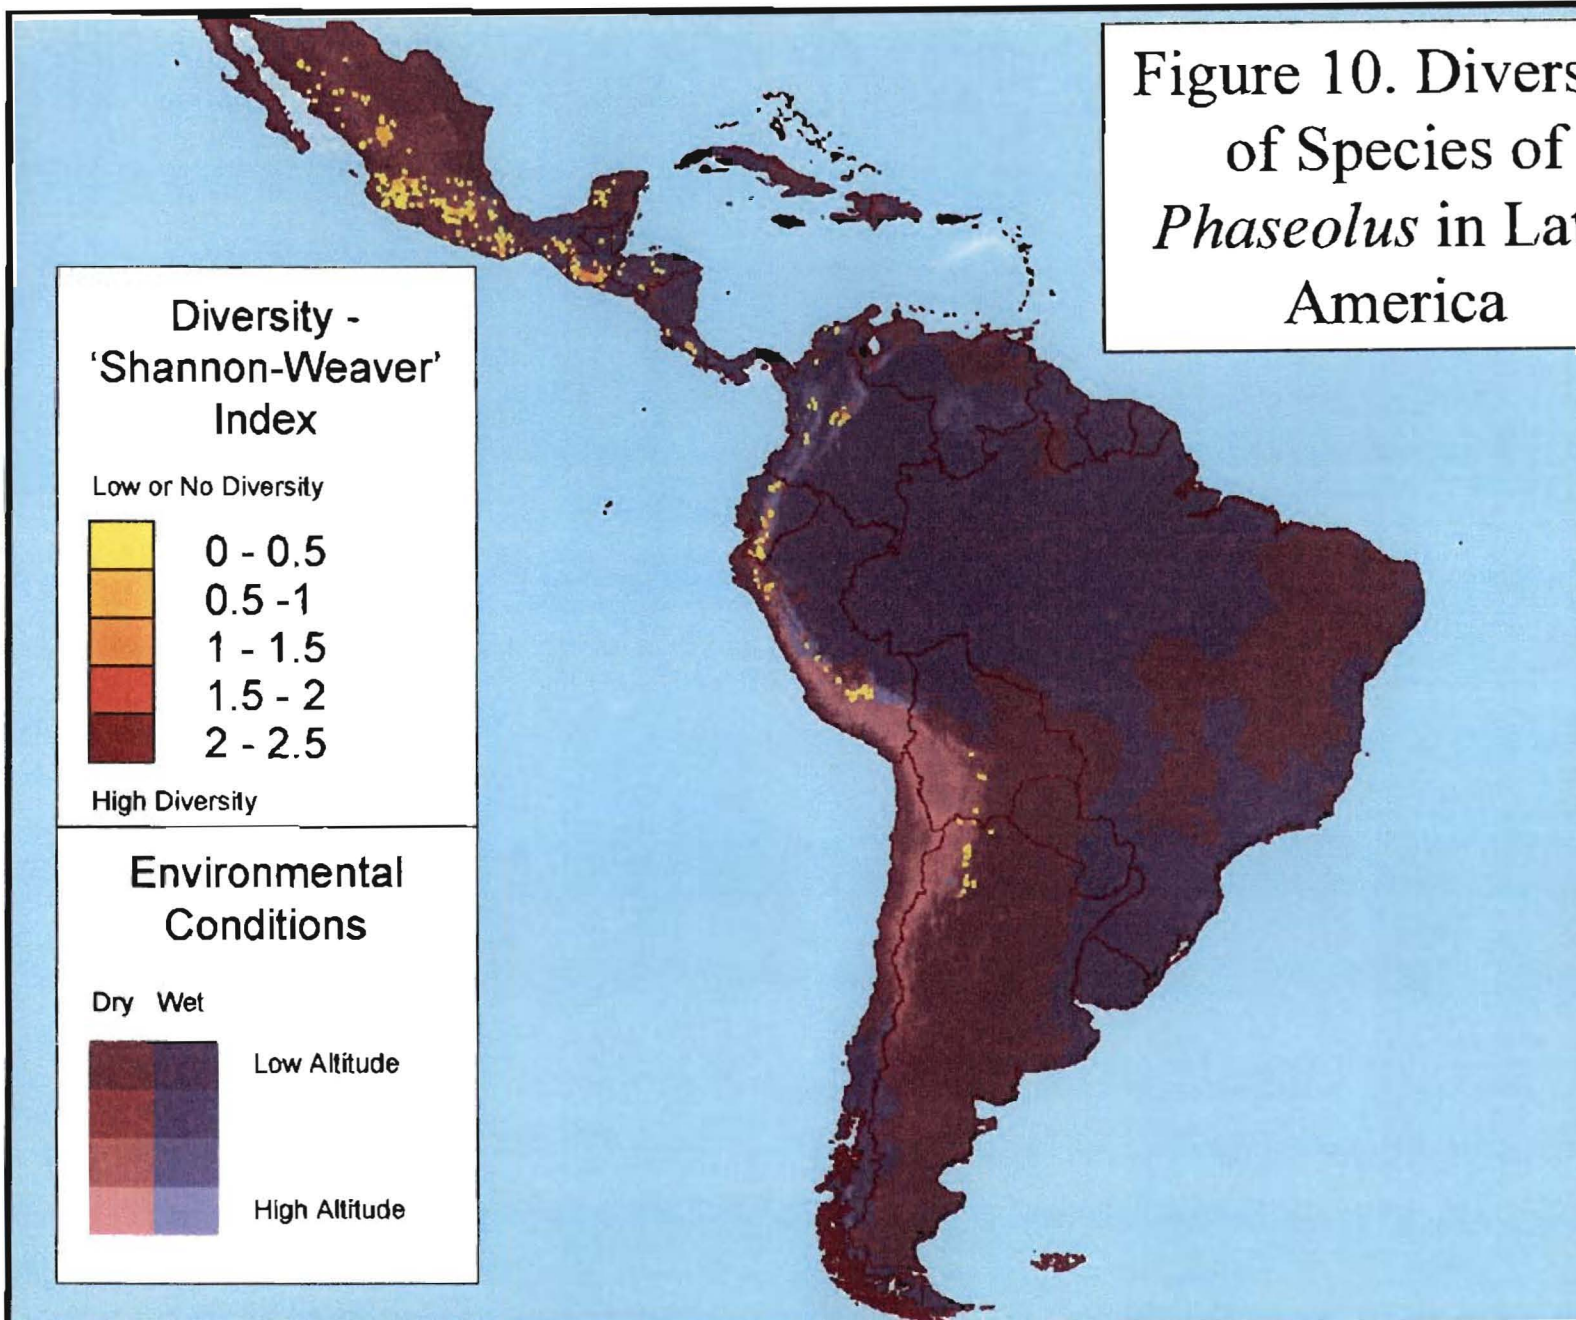 Figure 10. Divers
of Species of
Phaseolus in Lat
America
Diversity -
‘Shannon-Weaver’
Index
Low or No Diversity
0 - 0.5
0.5 -1
1 - 1.5
1.5 - 2
2 - 2.5
High Diversity
Environmental
Conditions
Dry Wet
Low Altitude
High Altitude